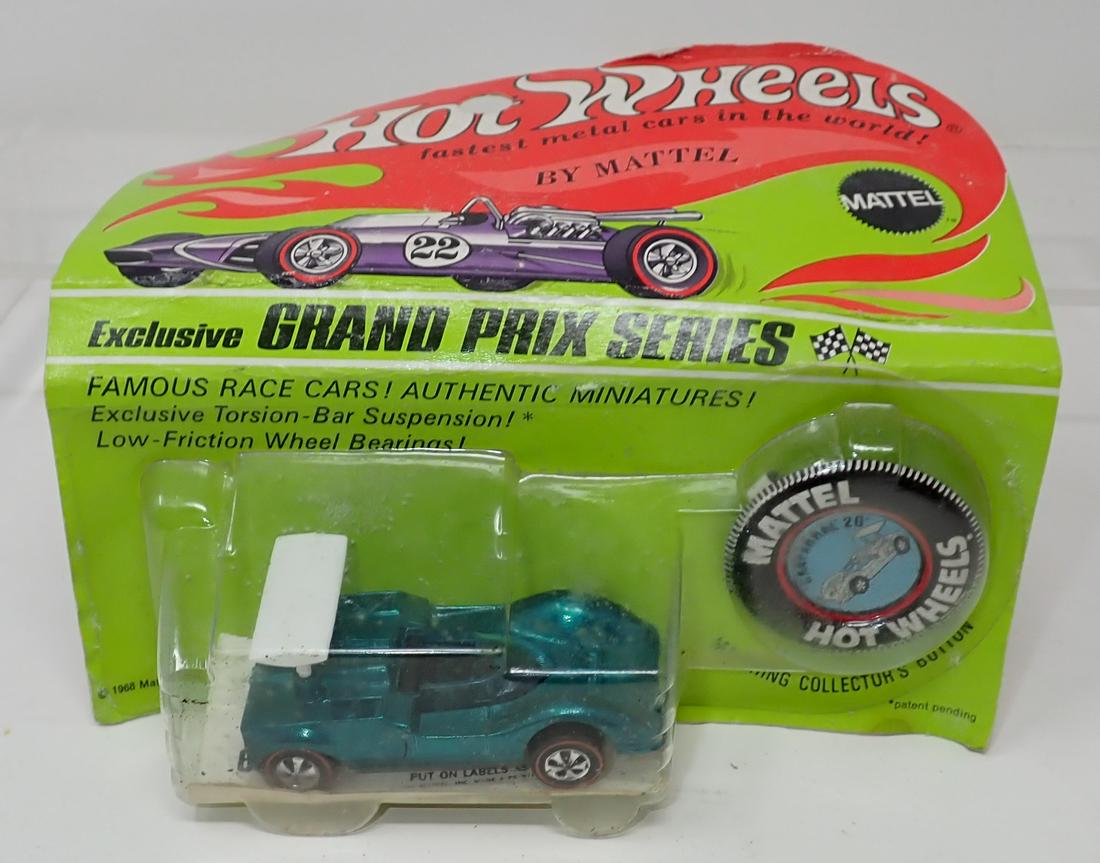 Hot Wheels ®
fastest metal cars in the world!
BY MATTEL
MATTEL ™
22
Exclusive GRAND PRIX SERIES
FAMOUS RACE CARS! AUTHENTIC MINIATURES!
Exclusive Torsion-Bar Suspension! *
Low-Friction Wheel Bearings!
MATTEL
26
HOT WHEELS
COLLECTOR'S BUTTON
*patent pending
© 1968
PUT ON LABELS